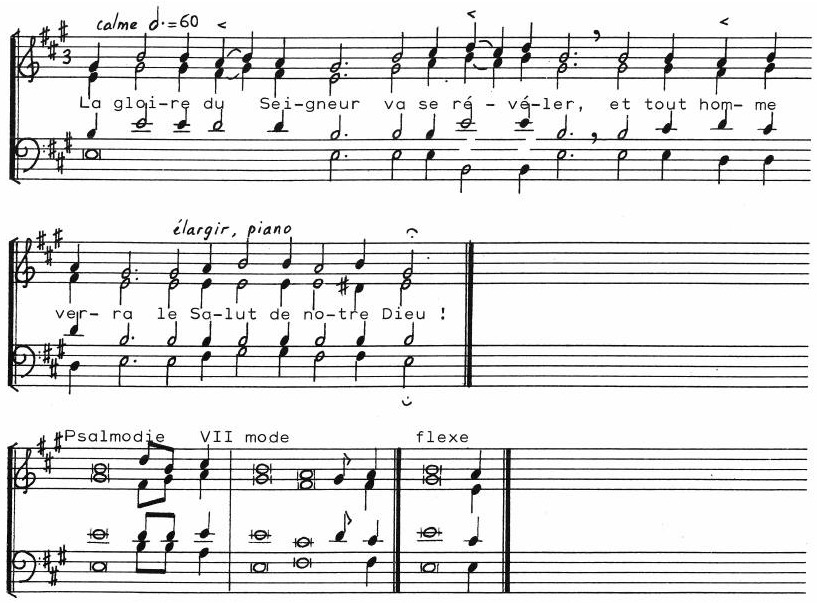 calme 𝅗𝅥. = 60
3
La gloi-re du Sei-gneur va se ré - vé-ler, et tout hom- me
élargir, piano
ver- ra le Sa-lut de no-tre Dieu !
Psalmodie VII mode flexe